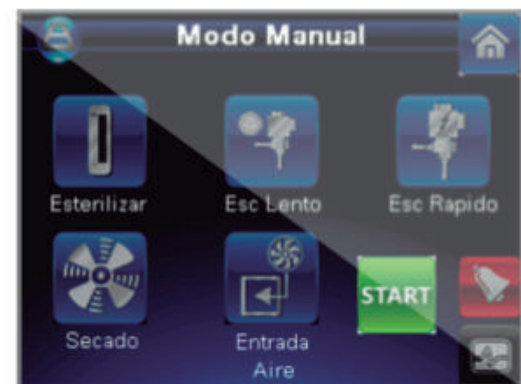 Modo Manual
Esterilizar
Esc Lento
Esc Rapido
START
Secado
Entrada
Aire